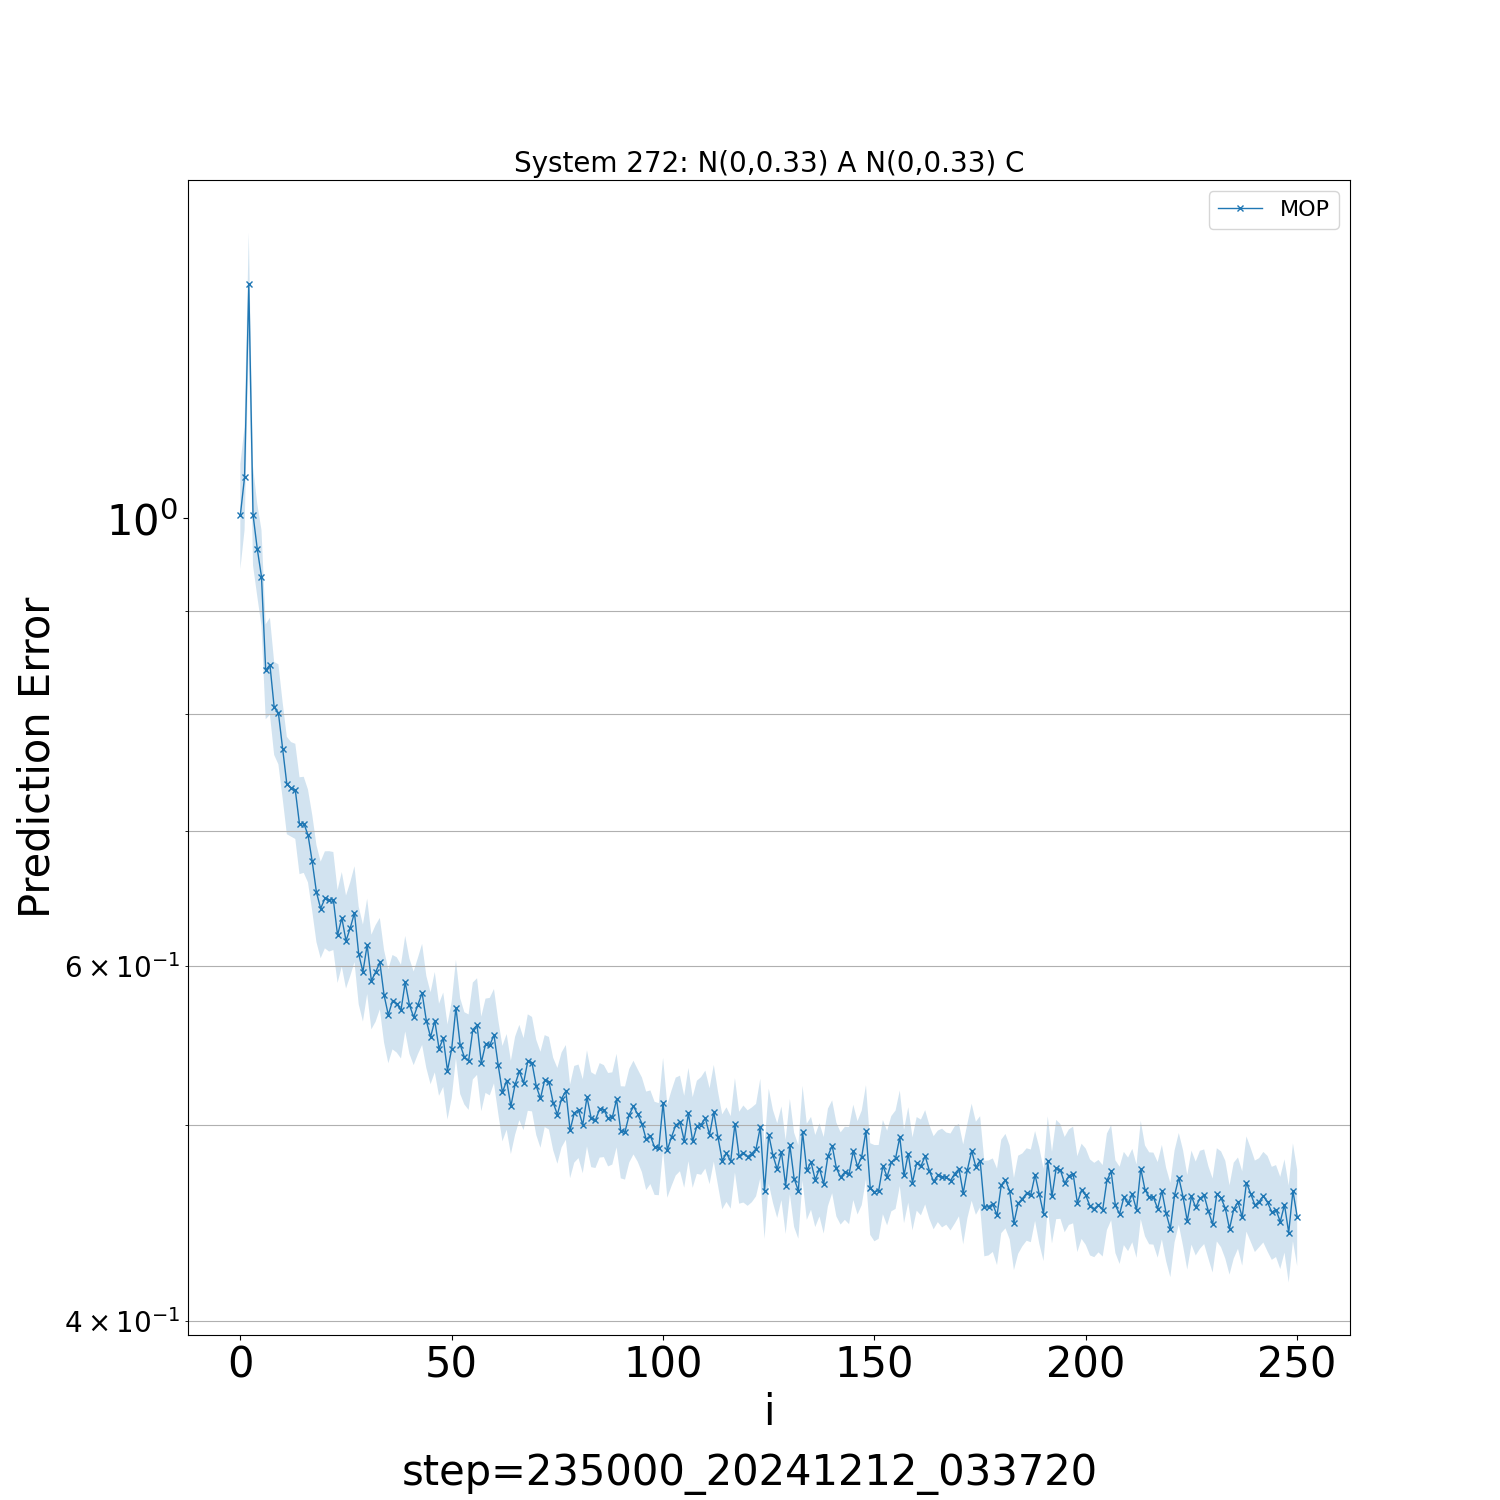 System 272: N(0,0.33) A N(0,0.33) C
MOP
10⁰
6 × 10⁻¹
4 × 10⁻¹
Prediction Error
0 50 100 150 200 250
i
step=235000_20241212_033720